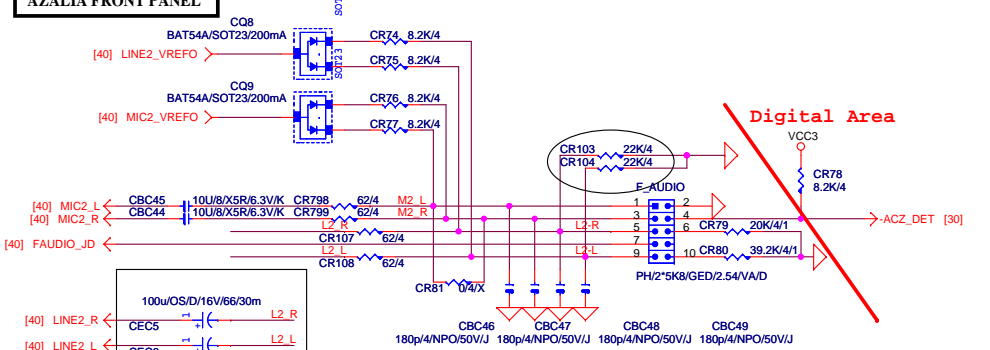 AZALIA FRONT PANEL
SOT
CQ8
BAT54A/SOT23/200mA
[40] LINE2_VREFO
SOT23
CR74 8.2K/4
CR75 8.2K/4
CQ9
BAT54A/SOT23/200mA
[40] MIC2_VREFO
CR76 8.2K/4
CR77 8.2K/4
Digital Area
VCC3
CR103 22K/4
CR104 22K/4
CR78
8.2K/4
F_AUDIO
[40] MIC2_L CBC45 10U/8/X5R/6.3V/K CR798 62/4 M2_L 1 2
[40] MIC2_R CBC44 10U/8/X5R/6.3V/K CR799 62/4 M2_R 3 4 -ACZ_DET [30]
L2_R L2-R 5 6 CR79 20K/4/1
[40] FAUDIO_JD CR107 62/4 7
L2_L L2-L 9 10 CR80 39.2K/4/1
CR108 62/4
PH/2*5K8/GED/2.54/VA/D
CR81 0/4/X
100u/OS/D/16V/66/30m
[40] LINE2_R 1 + CEC5 L2_R
CBC46 CBC47 CBC48 CBC49
180p/4/NPO/50V/J 180p/4/NPO/50V/J 180p/4/NPO/50V/J 180p/4/NPO/50V/J
[40] LINE2_L 1 L2_L